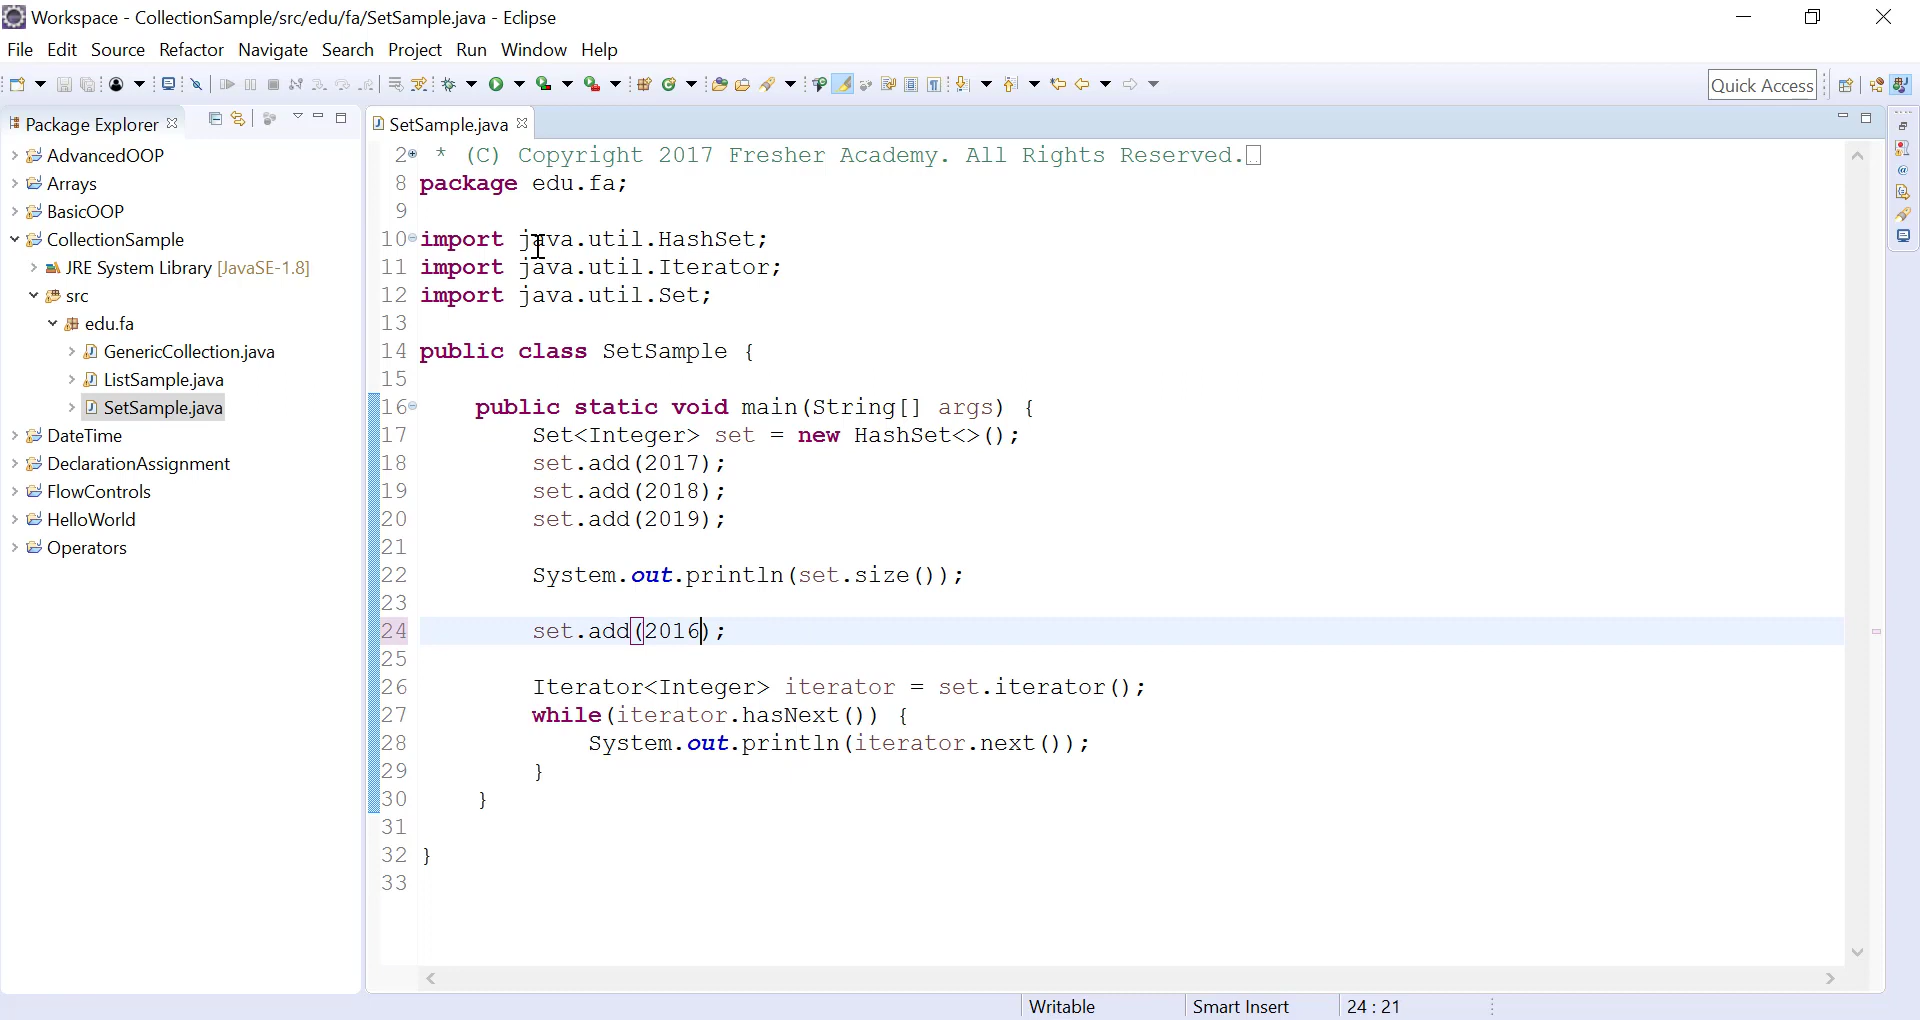 Workspace - CollectionSample/src/edu/fa/SetSample.java - Eclipse
File Edit Source Refactor Navigate Search Project Run Window Help
Quick Access
Package Explorer
SetSample.java
AdvancedOOP
Arrays
BasicOOP
CollectionSample
JRE System Library [JavaSE-1.8]
src
edu.fa
GenericCollection.java
ListSample.java
SetSample.java
DateTime
DeclarationAssignment
FlowControls
HelloWorld
Operators
2 * (C) Copyright 2017 Fresher Academy. All Rights Reserved.
8 package edu.fa;
9
10 import java.util.HashSet;
11 import java.util.Iterator;
12 import java.util.Set;
13
14 public class SetSample {
15
16 public static void main(String[] args) {
17 Set<Integer> set = new HashSet<>();
18 set.add(2017);
19 set.add(2018);
20 set.add(2019);
21
22 System.out.println(set.size());
23
24 set.add(2016);
25
26 Iterator<Integer> iterator = set.iterator();
27 while(iterator.hasNext()) {
28 System.out.println(iterator.next());
29 }
30 }
31
32 }
33
Writable Smart Insert 24 : 21